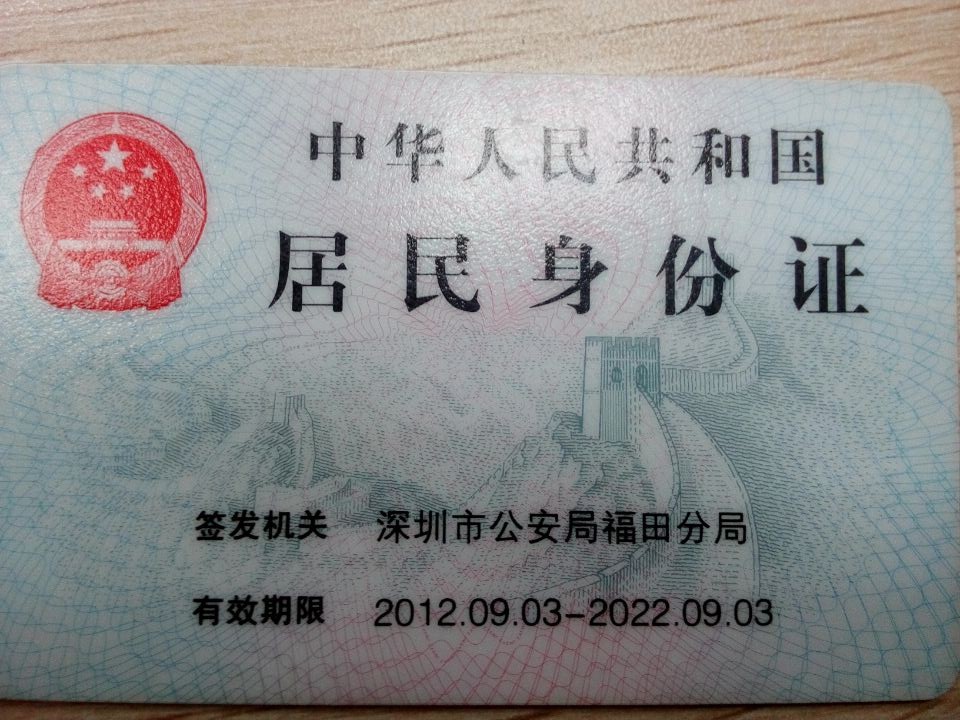 中华人民共和国
居民身份证
签发机关 深圳市公安局福田分局
有效期限 2012.09.03-2022.09.03